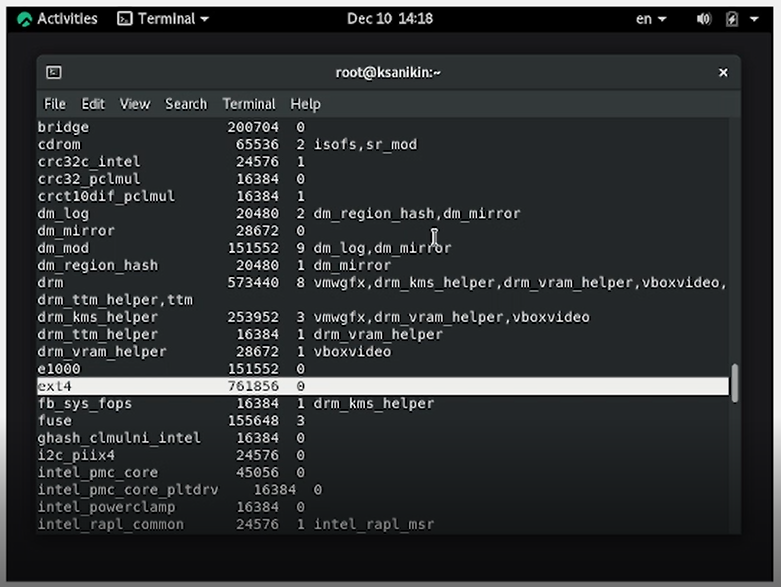 Activities Terminal Dec 10 14:18 en
root@ksanikin:~
File Edit View Search Terminal Help
bridge 200704 0
cdrom 65536 2 isofs,sr_mod
crc32c_intel 24576 1
crc32_pclmul 16384 0
crct10dif_pclmul 16384 1
dm_log 20480 2 dm_region_hash,dm_mirror
dm_mirror 28672 0
dm_mod 151552 9 dm_log,dm_mirror
dm_region_hash 20480 1 dm_mirror
drm 573440 8 vmwgfx,drm_kms_helper,drm_vram_helper,vboxvideo,
drm_ttm_helper,ttm
drm_kms_helper 253952 3 vmwgfx,drm_vram_helper,vboxvideo
drm_ttm_helper 16384 1 drm_vram_helper
drm_vram_helper 28672 1 vboxvideo
e1000 151552 0
ext4 761856 0
fb_sys_fops 16384 1 drm_kms_helper
fuse 155648 3
ghash_clmulni_intel 16384 0
i2c_piix4 24576 0
intel_pmc_core 45056 0
intel_pmc_core_pltdrv 16384 0
intel_powerclamp 16384 0
intel_rapl_common 24576 1 intel_rapl_msr